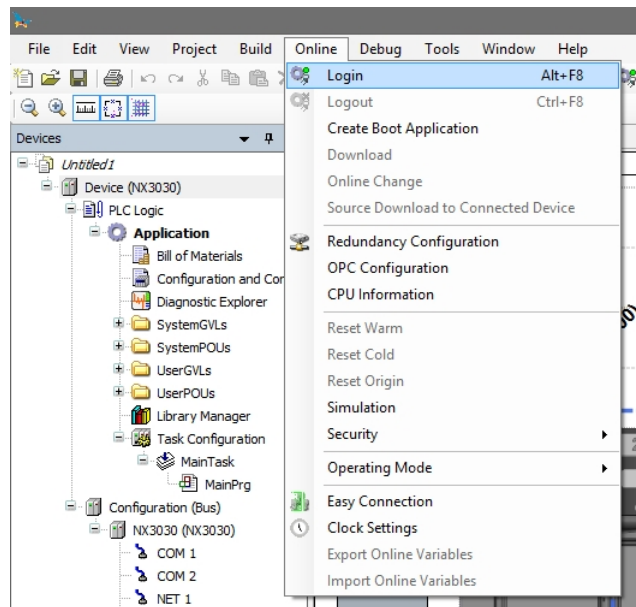 File Edit View Project Build Online Debug Tools Window Help
Devices
Untitled1
Device (NX3030)
PLC Logic
Application
Bill of Materials
Configuration and Con
Diagnostic Explorer
SystemGVLs
SystemPOUs
UserGVLs
UserPOUs
Library Manager
Task Configuration
MainTask
MainPrg
Configuration (Bus)
NX3030 (NX3030)
COM 1
COM 2
NET 1
Login Alt+F8
Logout Ctrl+F8
Create Boot Application
Download
Online Change
Source Download to Connected Device
Redundancy Configuration
OPC Configuration
CPU Information
Reset Warm
Reset Cold
Reset Origin
Simulation
Security
Operating Mode
Easy Connection
Clock Settings
Export Online Variables
Import Online Variables